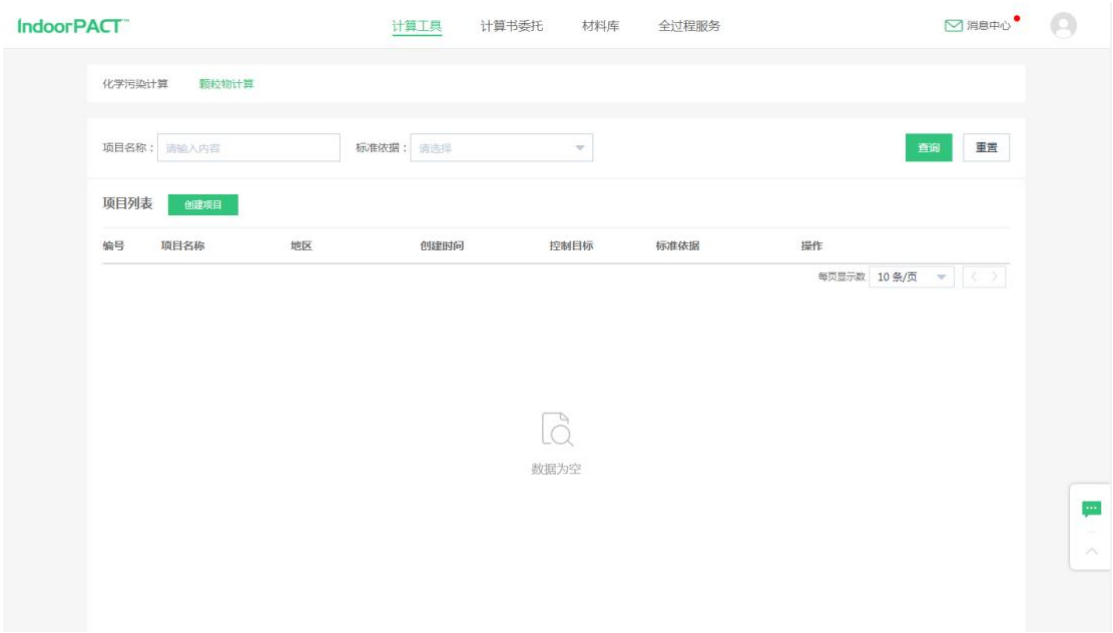 IndoorPACT™ 计算工具 计算书委托 材料库 全过程服务 消息中心
化学污染计算 颗粒物计算
项目名称： 请输入内容 标准依据： 请选择 查询 重置
项目列表 创建项目
编号 项目名称 地区 创建时间 控制目标 标准依据 操作
每页显示数 10 条/页
数据为空